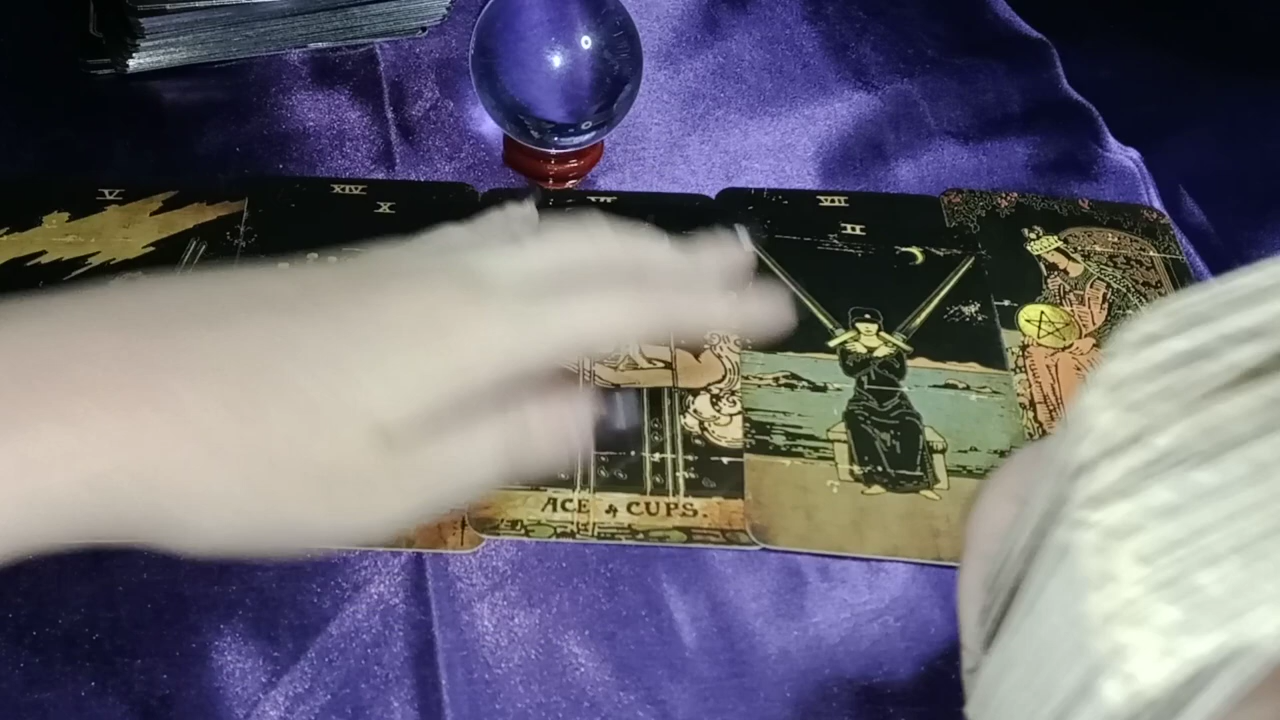 V
XIV
X
VII
II
ACE of CUPS.